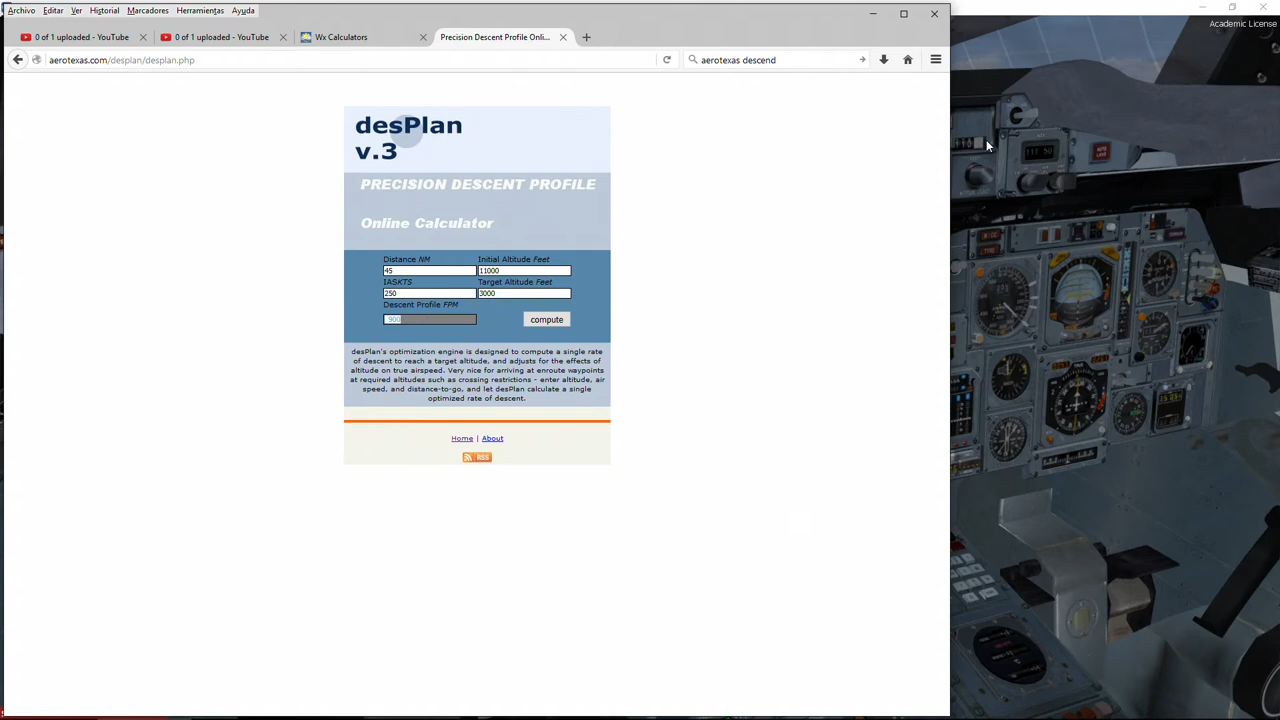 Archivo Editar Ver Historial Marcadores Herramientas Ayuda
Academic License
0 of 1 uploaded - YouTube
0 of 1 uploaded - YouTube
Wx Calculators
Precision Descent Profile Onli...
aerotexas.com/desplan/desplan.php
aerotexas descend
desPlan
v.3
PRECISION DESCENT PROFILE
Online Calculator
Distance NM
Initial Altitude Feet
45
11000
IASKTS
Target Altitude Feet
250
3000
Descent Profile FPM
900
compute
desPlan's optimization engine is designed to compute a single rate
of descent to reach a target altitude, and adjusts for the effects of
altitude on true airspeed. Very nice for arriving at enroute waypoints
at required altitudes such as crossing restrictions - enter altitude, air
speed, and distance-to-go, and let desPlan calculate a single
optimized rate of descent.
Home | About
RSS